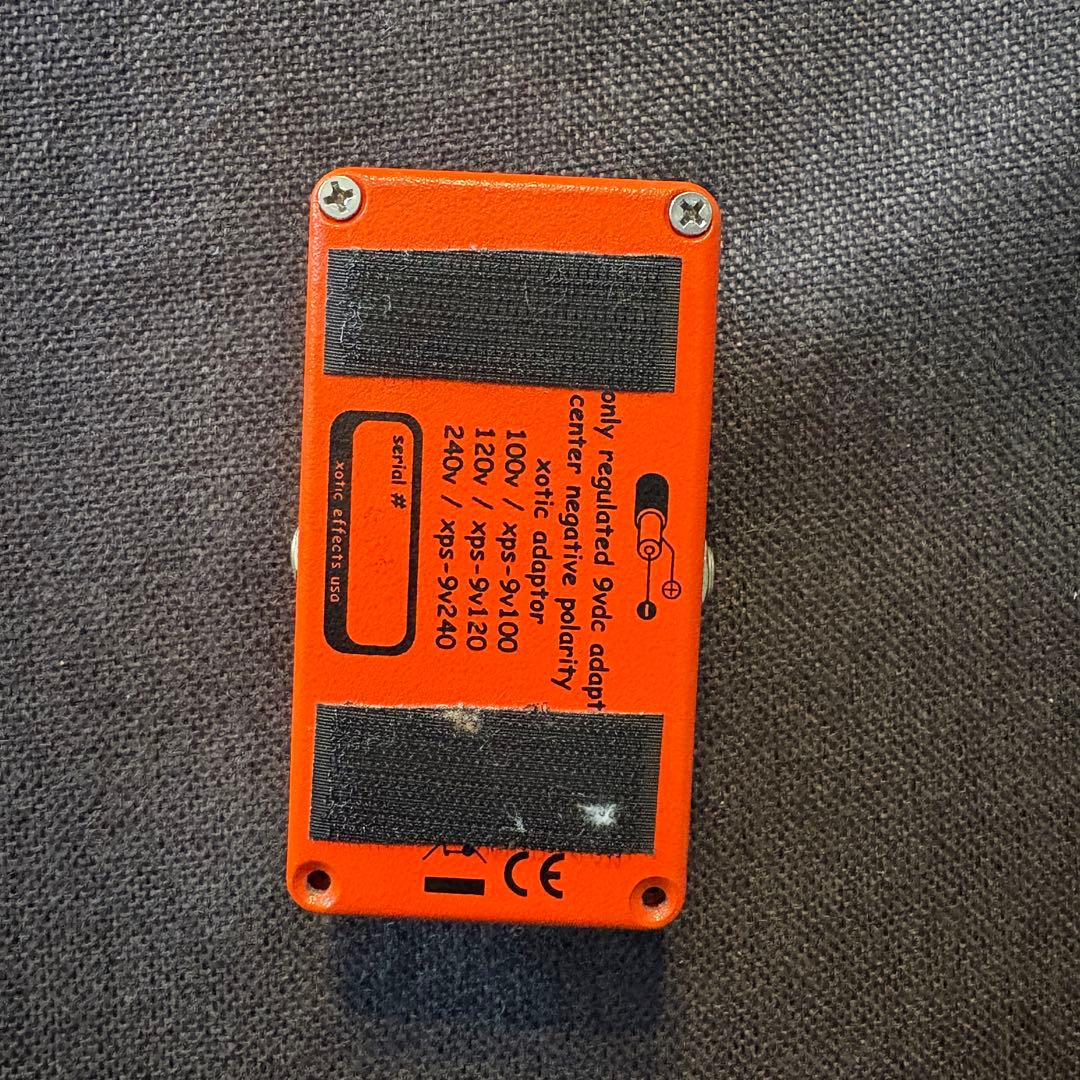 only regulated 9vdc adapt
center negative polarity
xotic adaptor
100v / xps-9v100
120v / xps-9v120
240v / xps-9v240
serial #
xotic effects usa
CE